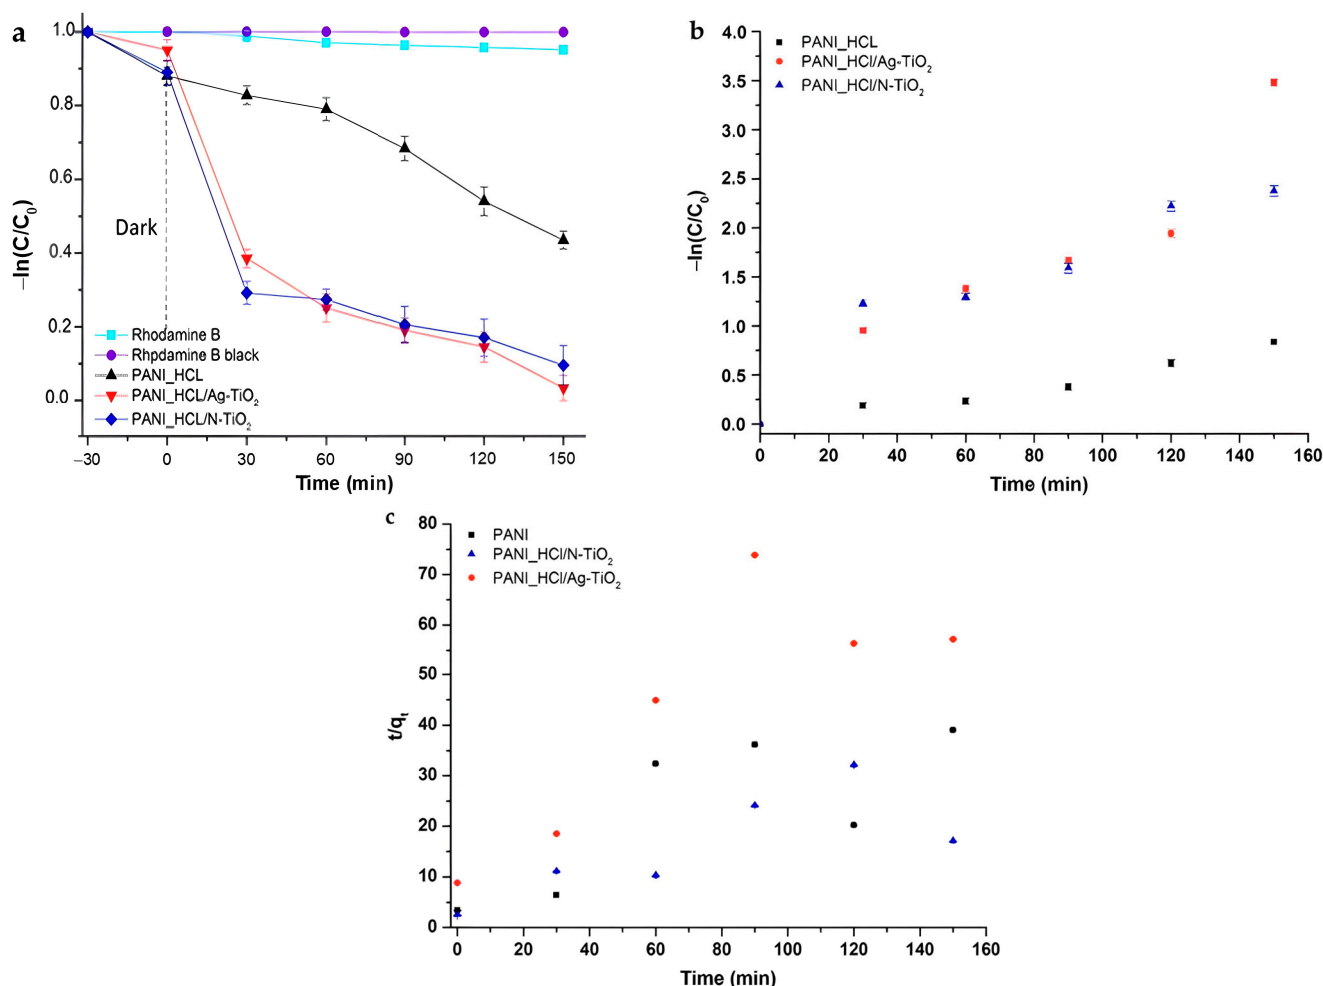 a
1.0
0.8
0.6
0.4
0.2
0.0
–ln(C/C₀)
Dark
Rhodamine B
Rhpdamine B black
PANI_HCL
PANI_HCL/Ag-TiO₂
PANI_HCL/N-TiO₂
–30 0 30 60 90 120 150
Time (min)
b
4.0
3.5
3.0
2.5
2.0
1.5
1.0
0.5
0.0
–ln(C/C₀)
PANI_HCL
PANI_HCl/Ag-TiO₂
PANI_HCl/N-TiO₂
0 20 40 60 80 100 120 140 160
Time (min)
c
80
70
60
50
40
30
20
10
0
t/qₜ
PANI
PANI_HCl/N-TiO₂
PANI_HCl/Ag-TiO₂
0 20 40 60 80 100 120 140 160
Time (min)